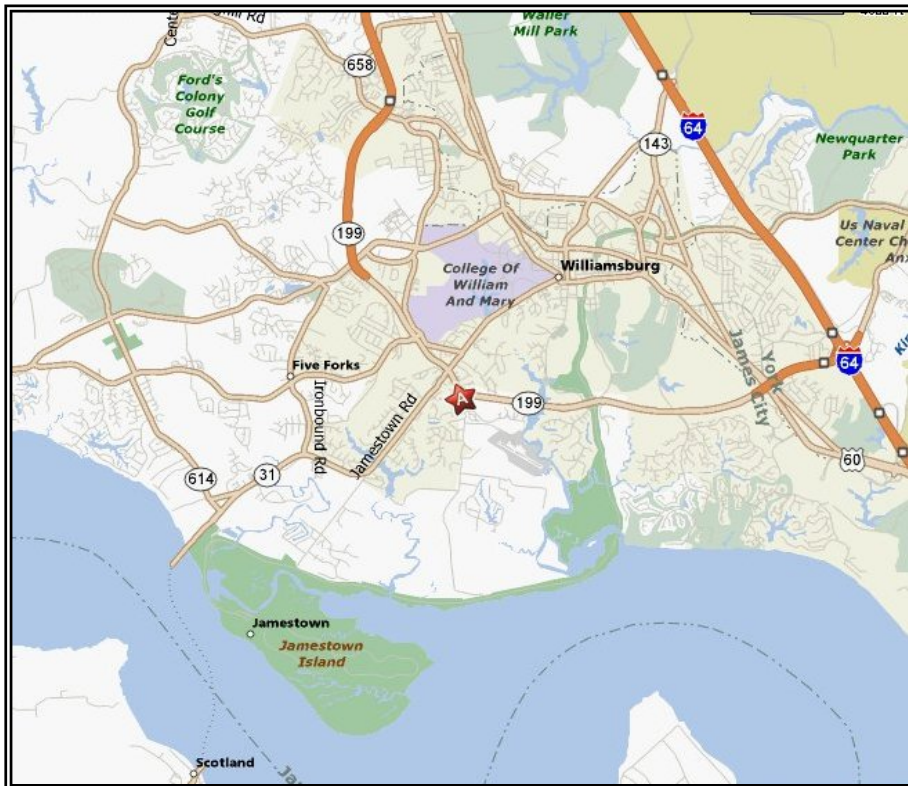 Rd
658
Waller
Mill Park
Ford's
Colony
Golf
Course
64
143
Newquarter
Park
199
Us Naval
Center
College Of
William
And Mary
Williamsburg
York
James City
64
Five Forks
Ironbound Rd
Jamestown Rd
A
199
60
614
31
Jamestown
Jamestown
Island
Scotland